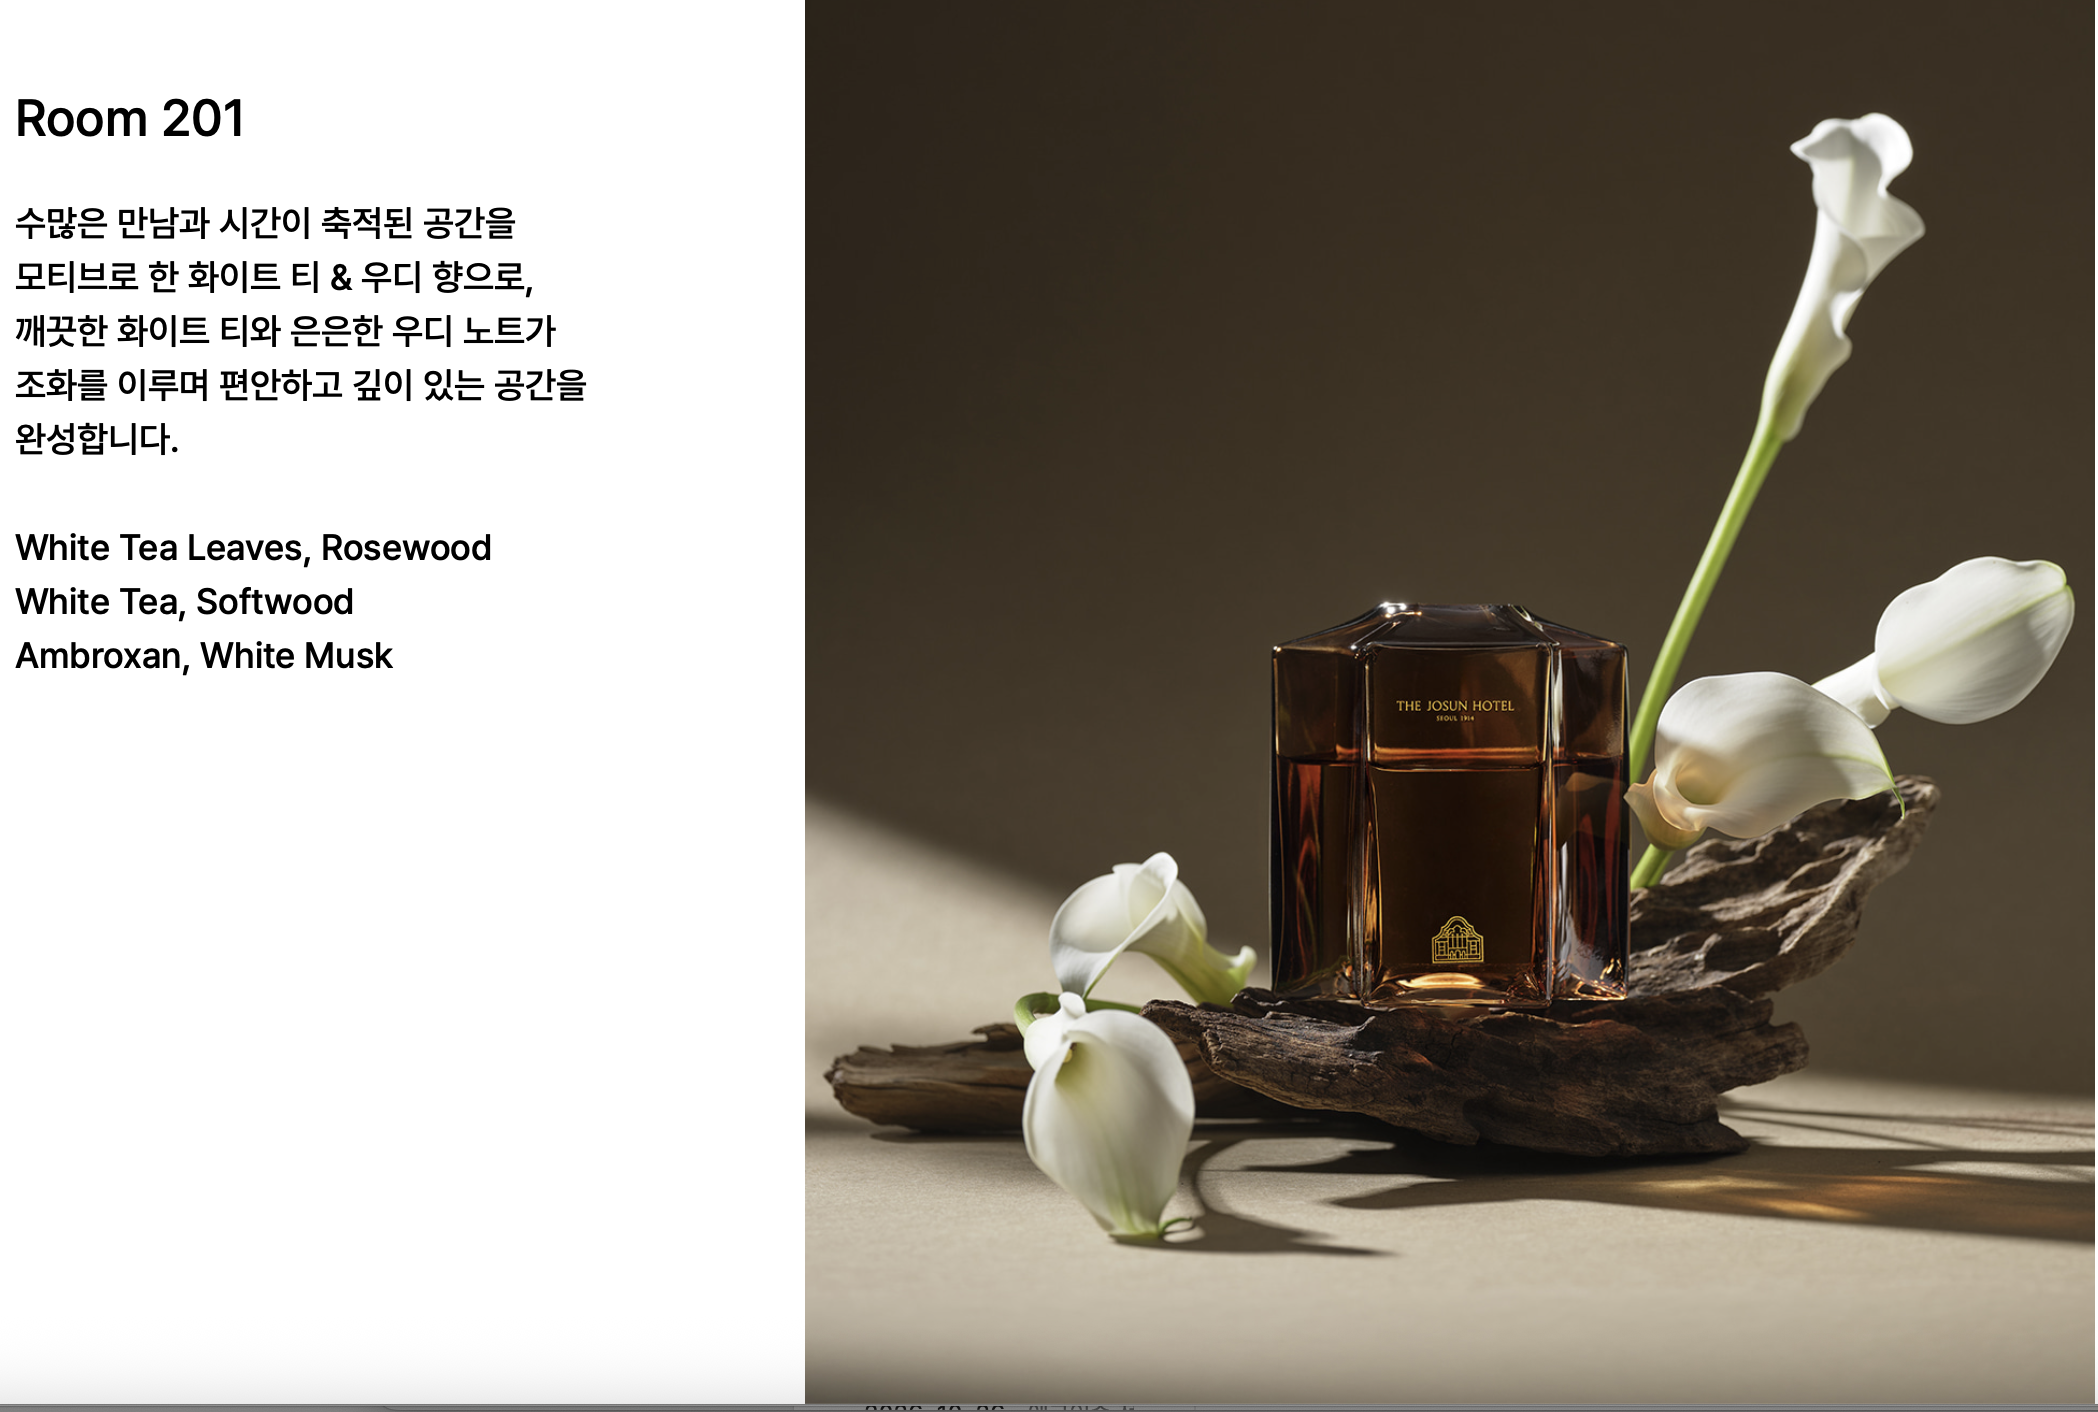 Room 201
수많은 만남과 시간이 축적된 공간을
모티브로 한 화이트 티 & 우디 향으로,
깨끗한 화이트 티와 은은한 우디 노트가
조화를 이루며 편안하고 깊이 있는 공간을
완성합니다.
White Tea Leaves, Rosewood
White Tea, Softwood
Ambroxan, White Musk
THE JOSUN HOTEL
SEOUL 1914